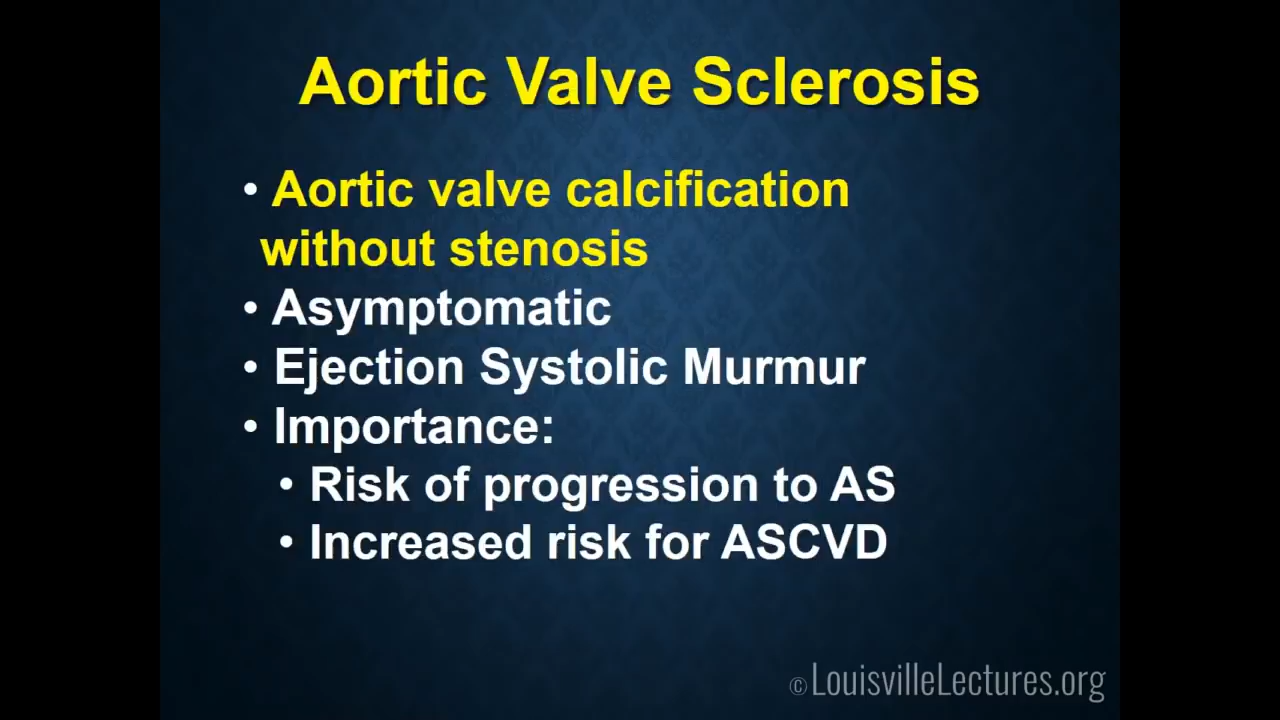 Aortic Valve Sclerosis
• Aortic valve calcification
without stenosis
• Asymptomatic
• Ejection Systolic Murmur
• Importance:
• Risk of progression to AS
• Increased risk for ASCVD
© LouisvilleLectures.org